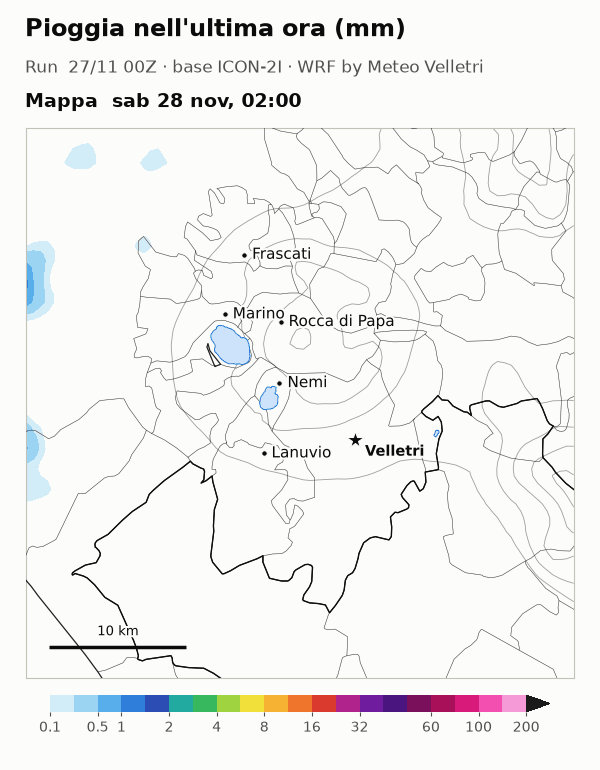 Pioggia nell'ultima ora (mm)
Run  27/11 00Z · base ICON-2I · WRF by Meteo Velletri
Mappa  sab 28 nov, 02:00
Frascati
Marino
Rocca di Papa
Nemi
Velletri
Lanuvio
10 km
0.1 0.5 1 2 4 8 16 32 60 100 200